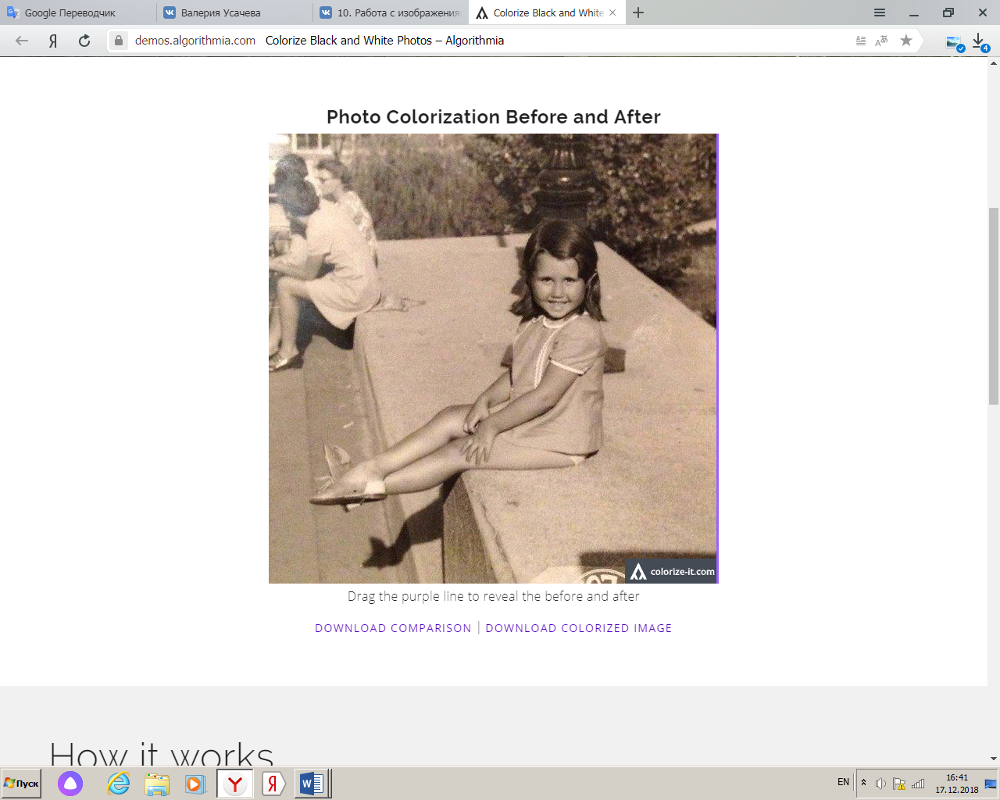 Google Переводчик
Валерия Усачева
10. Работа с изображения
Colorize Black and White
demos.algorithmia.com Colorize Black and White Photos – Algorithmia
4
Photo Colorization Before and After
colorize-it.com
Drag the purple line to reveal the before and after
DOWNLOAD COMPARISON | DOWNLOAD COLORIZED IMAGE
How it works
Пуск
EN
16:41
17.12.2018